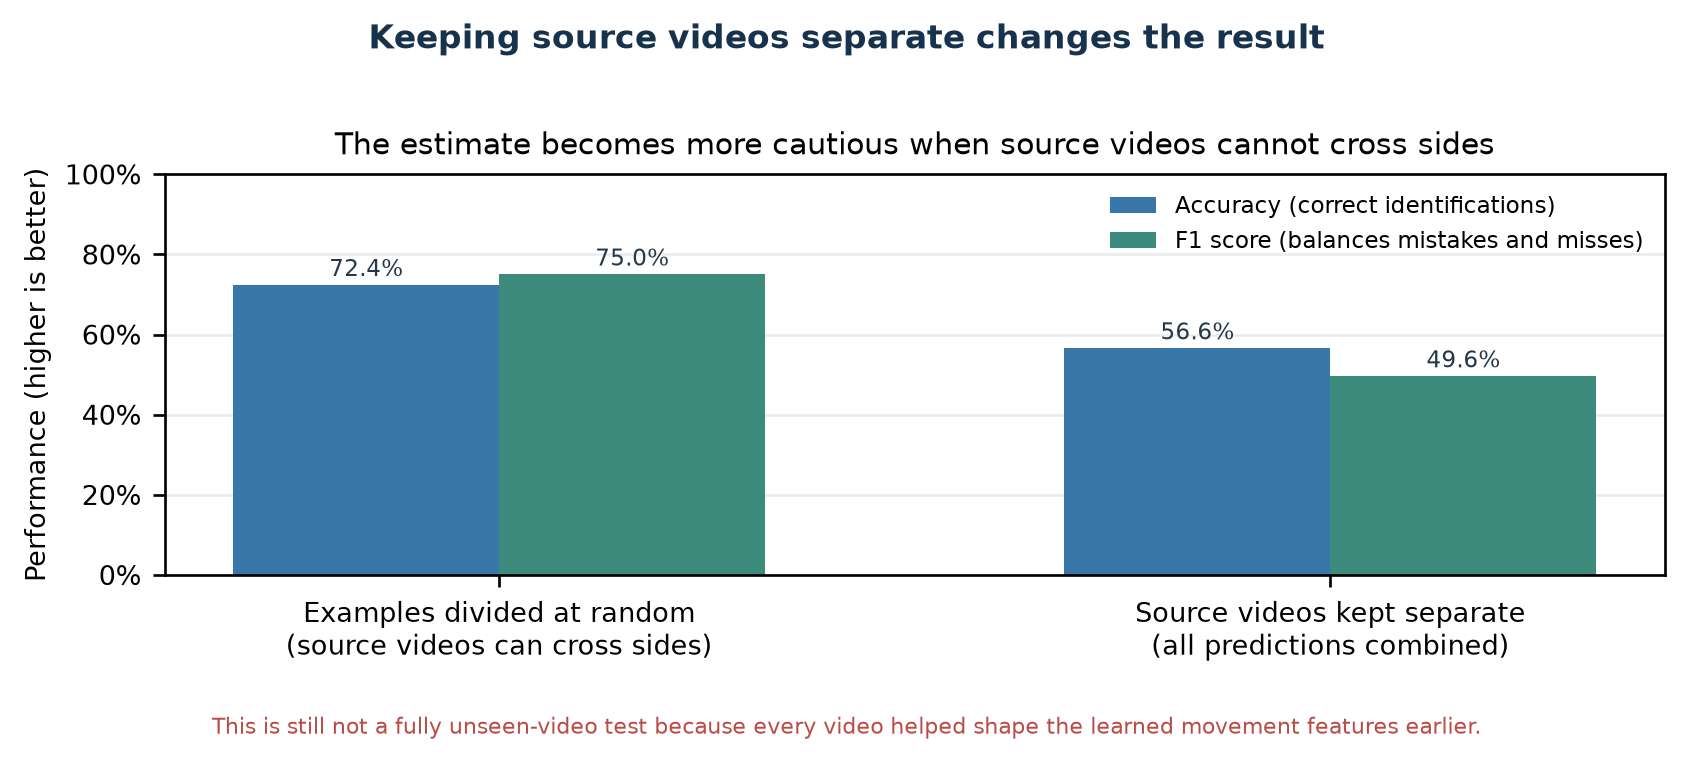 Keeping source videos separate changes the result
The estimate becomes more cautious when source videos cannot cross sides
Performance (higher is better)
100%
80%
60%
40%
20%
0%
Accuracy (correct identifications)
F1 score (balances mistakes and misses)
72.4%
75.0%
56.6%
49.6%
Examples divided at random
(source videos can cross sides)
Source videos kept separate
(all predictions combined)
This is still not a fully unseen-video test because every video helped shape the learned movement features earlier.